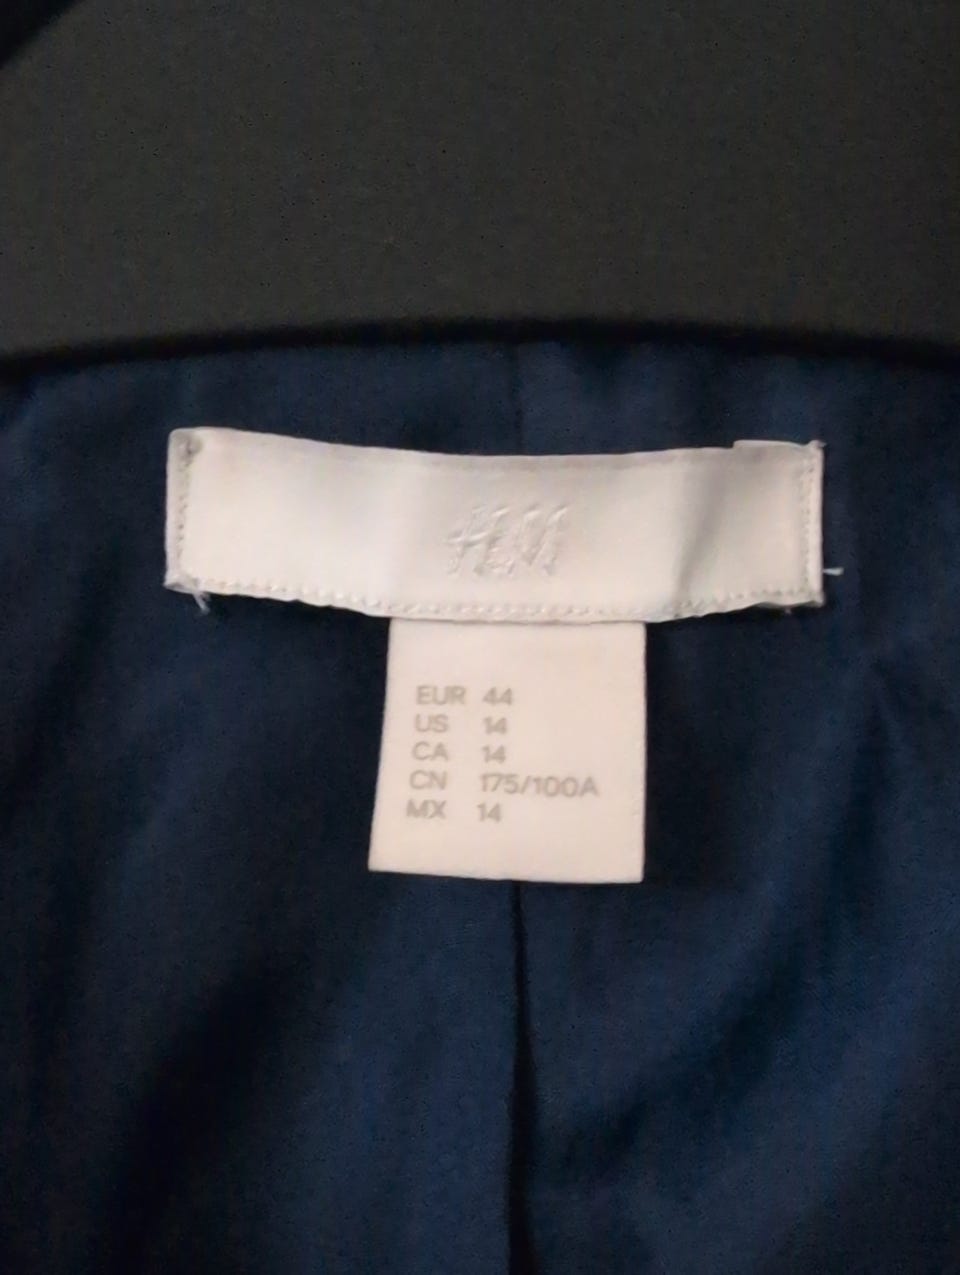 H&M
EUR 44
US 14
CA 14
CN 175/100A
MX 14